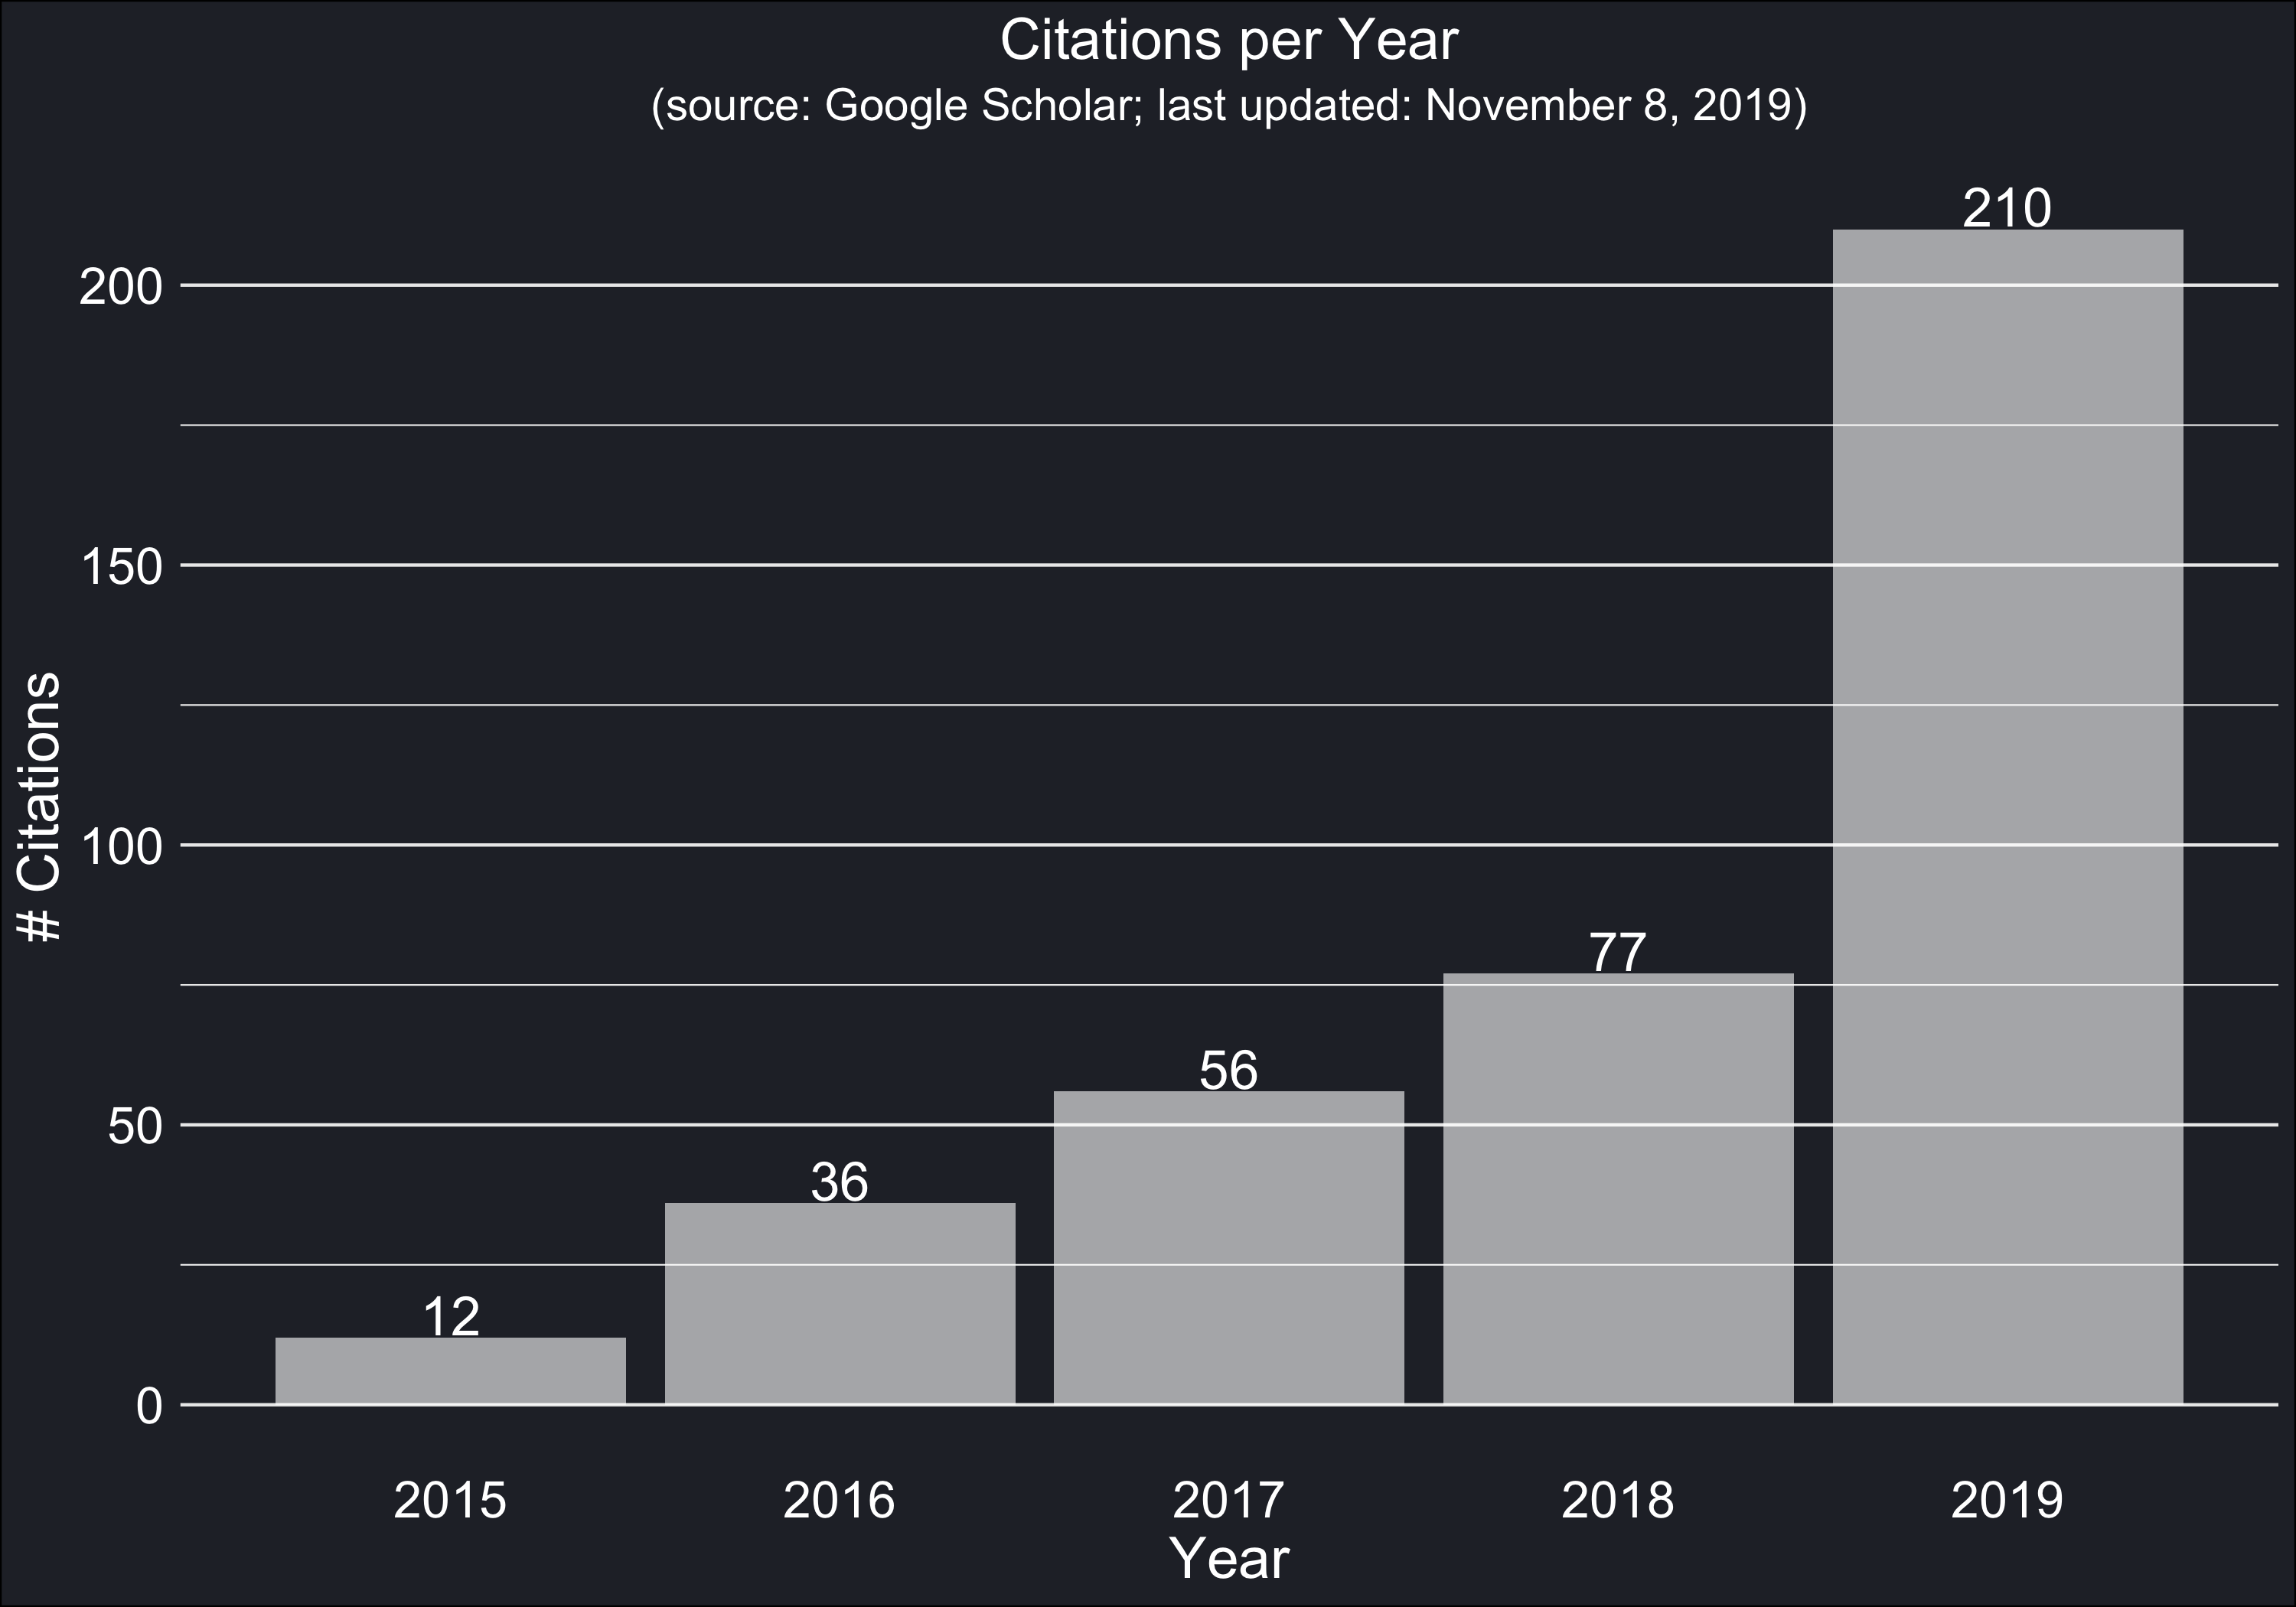 Citations per Year
(source: Google Scholar; last updated: November 8, 2019)
210
200
150
# Citations
100
77
56
50
36
12
0
2015 2016 2017 2018 2019
Year